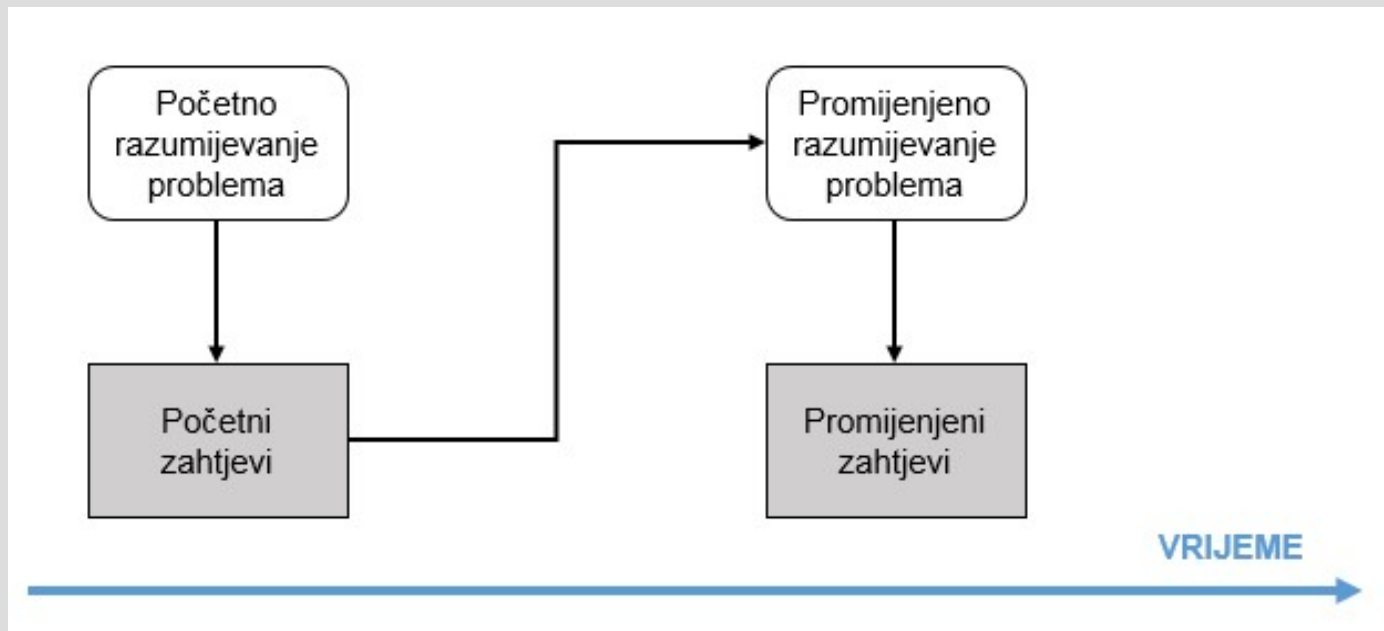 Početno
razumijevanje
problema
Promijenjeno
razumijevanje
problema
Početni
zahtjevi
Promijenjeni
zahtjevi
VRIJEME